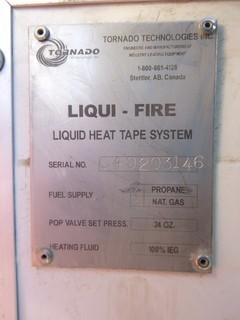 TORNADO
TORNADO TECHNOLOGIES INC.
ENGINEERS AND MANUFACTURERS OF
INDUSTRY LEADING EQUIPMENT
1-800-661-4128
Stettler, AB, Canada
LIQUI - FIRE
LIQUID HEAT TAPE SYSTEM
SERIAL NO.
FUEL SUPPLY PROPANE
NAT. GAS
POP VALVE SET PRESS. 24 OZ.
HEATING FLUID 100% IEG